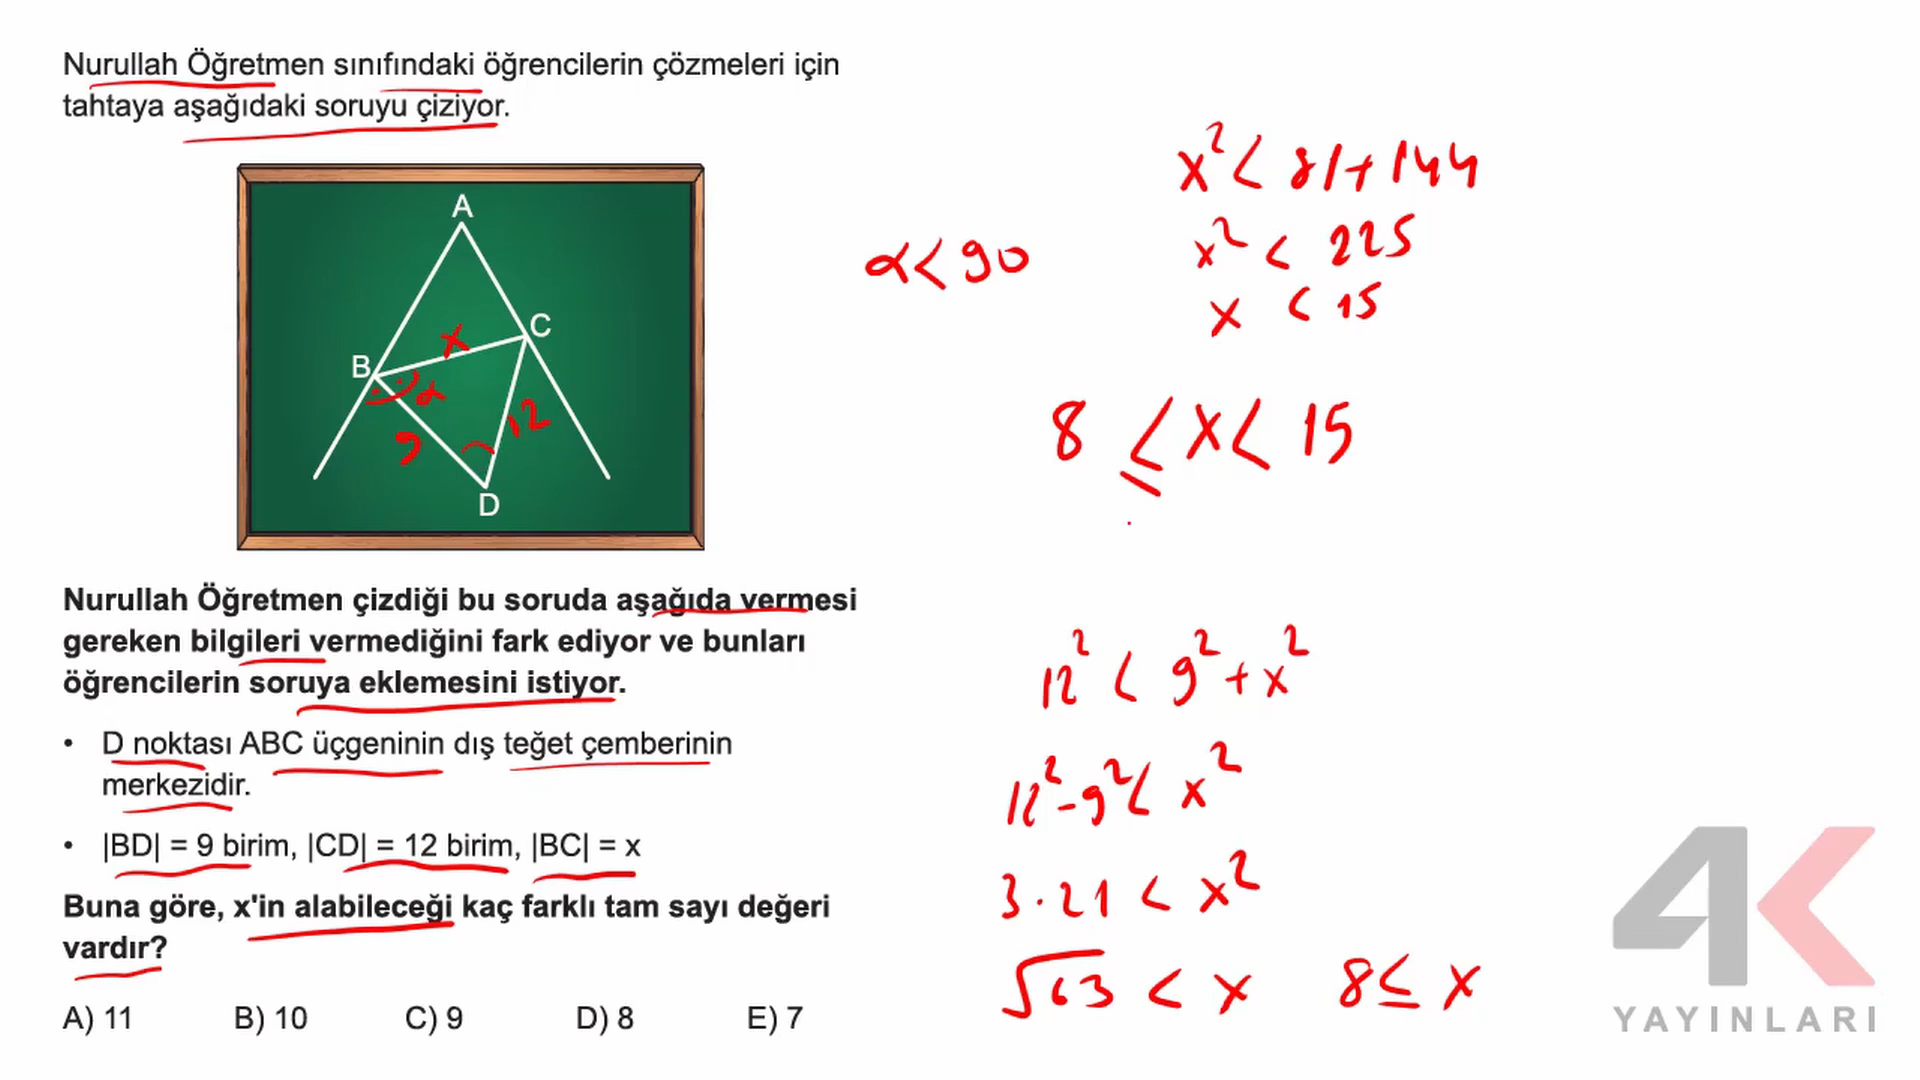 Nurullah Öğretmen sınıfındaki öğrencilerin çözmeleri için
tahtaya aşağıdaki soruyu çiziyor.
A
B
C
D
x
α
9
12
Nurullah Öğretmen çizdiği bu soruda aşağıda vermesi
gereken bilgileri vermediğini fark ediyor ve bunları
öğrencilerin soruya eklemesini istiyor.
• D noktası ABC üçgeninin dış teğet çemberinin
merkezidir.
• |BD| = 9 birim, |CD| = 12 birim, |BC| = x
Buna göre, x'in alabileceği kaç farklı tam sayı değeri
vardır?
A) 11 B) 10 C) 9 D) 8 E) 7
α < 90
x² < 81 + 144
x² < 225
x < 15
8 ≤ x < 15
12² < 9² + x²
12² - 9² < x²
3 · 21 < x²
√63 < x 8 ≤ x
4K
YAYINLARI